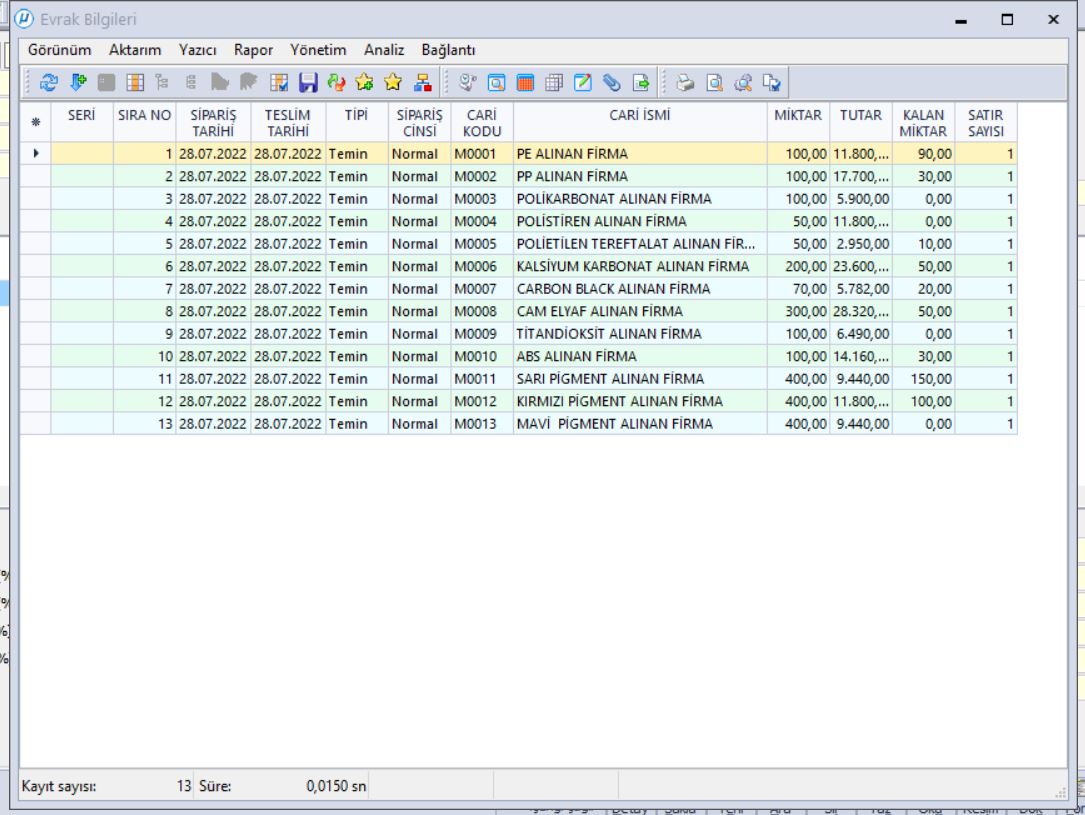 Evrak Bilgileri
Görünüm Aktarım Yazıcı Rapor Yönetim Analiz Bağlantı
SERİ SIRA NO SİPARİŞ TARİHİ TESLİM TARİHİ TİPİ SİPARİŞ CİNSİ CARİ KODU CARİ İSMİ MİKTAR TUTAR KALAN MİKTAR SATIR SAYISI
1 28.07.2022 28.07.2022 Temin Normal M0001 PE ALINAN FİRMA 100,00 11.800,... 90,00 1
2 28.07.2022 28.07.2022 Temin Normal M0002 PP ALINAN FİRMA 100,00 17.700,... 30,00 1
3 28.07.2022 28.07.2022 Temin Normal M0003 POLİKARBONAT ALINAN FİRMA 100,00 5.900,00 0,00 1
4 28.07.2022 28.07.2022 Temin Normal M0004 POLİSTİREN ALINAN FİRMA 50,00 11.800,... 0,00 1
5 28.07.2022 28.07.2022 Temin Normal M0005 POLİETİLEN TEREFTALAT ALINAN FİR... 50,00 2.950,00 10,00 1
6 28.07.2022 28.07.2022 Temin Normal M0006 KALSİYUM KARBONAT ALINAN FİRMA 200,00 23.600,... 50,00 1
7 28.07.2022 28.07.2022 Temin Normal M0007 CARBON BLACK ALINAN FİRMA 70,00 5.782,00 20,00 1
8 28.07.2022 28.07.2022 Temin Normal M0008 CAM ELYAF ALINAN FİRMA 300,00 28.320,... 50,00 1
9 28.07.2022 28.07.2022 Temin Normal M0009 TİTANDİOKSİT ALINAN FİRMA 100,00 6.490,00 0,00 1
10 28.07.2022 28.07.2022 Temin Normal M0010 ABS ALINAN FİRMA 100,00 14.160,... 30,00 1
11 28.07.2022 28.07.2022 Temin Normal M0011 SARI PİGMENT ALINAN FİRMA 400,00 9.440,00 150,00 1
12 28.07.2022 28.07.2022 Temin Normal M0012 KIRMIZI PİGMENT ALINAN FİRMA 400,00 11.800,... 100,00 1
13 28.07.2022 28.07.2022 Temin Normal M0013 MAVİ PİGMENT ALINAN FİRMA 400,00 9.440,00 0,00 1
Kayıt sayısı: 13 Süre: 0,0150 sn